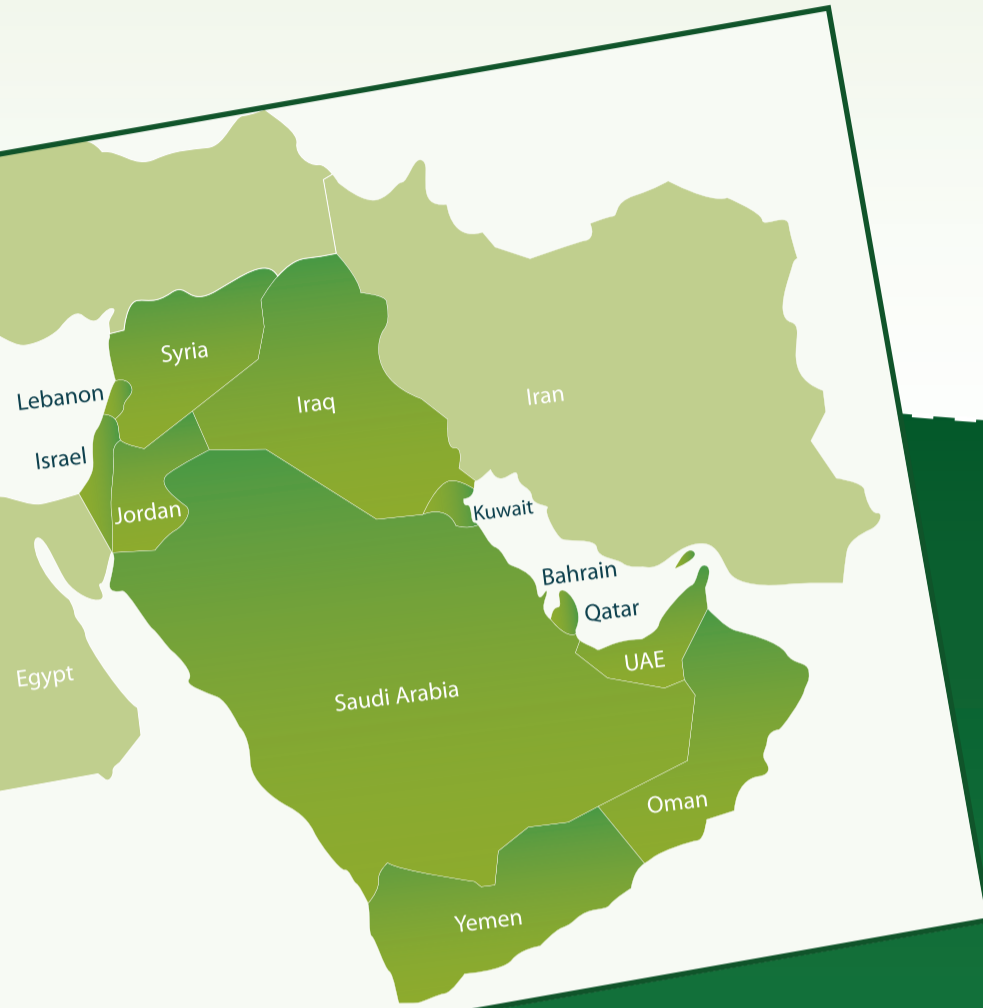 Syria
Lebanon
Iraq
Iran
Israel
Jordan
Kuwait
Bahrain
Qatar
Egypt
UAE
Saudi Arabia
Oman
Yemen